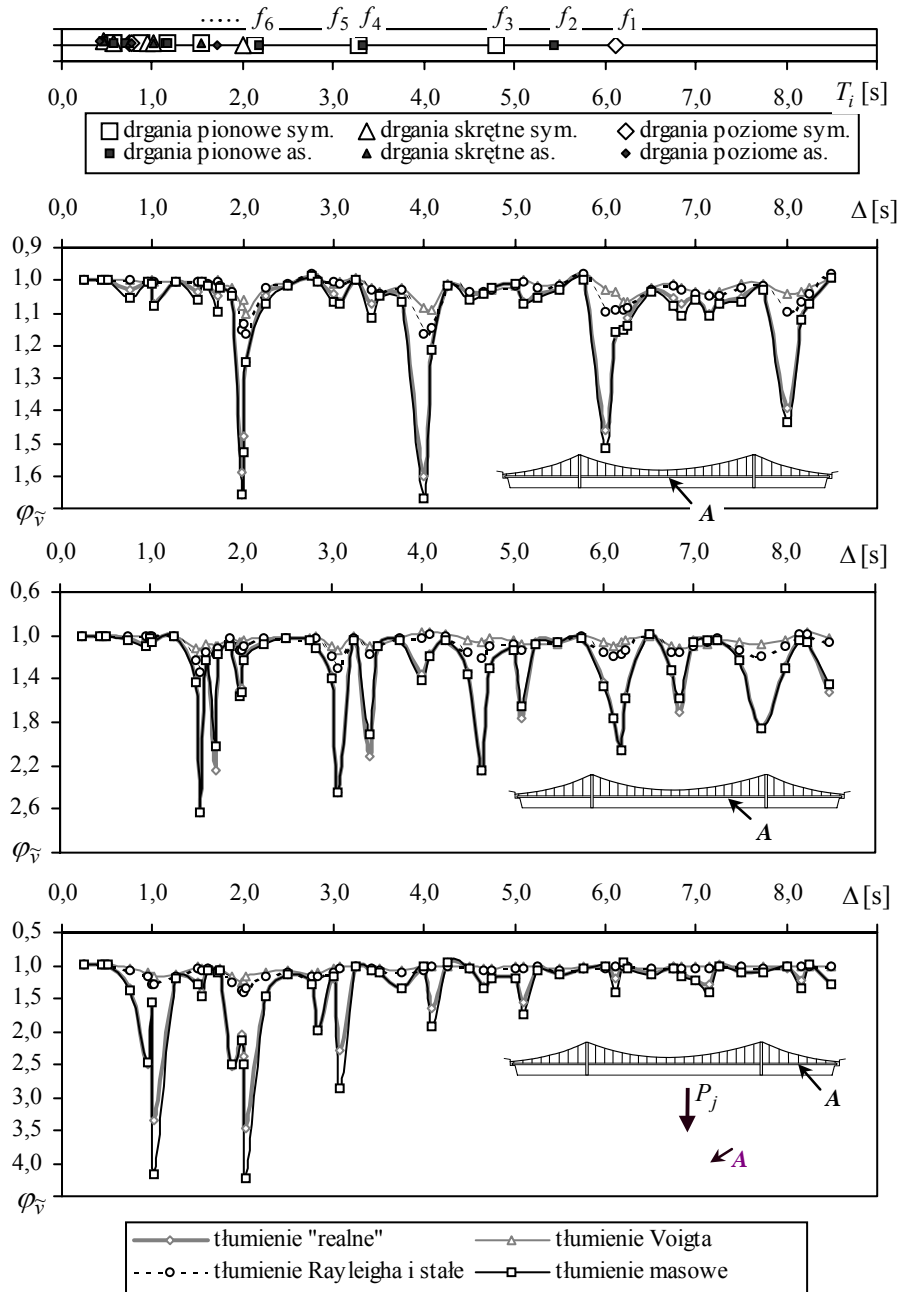 ..... f6 f5 f4 f3 f2 f1
0,0 1,0 2,0 3,0 4,0 5,0 6,0 7,0 8,0 Ti [s]
drgania pionowe sym. drgania skrętne sym. drgania poziome sym.
drgania pionowe as. drgania skrętne as. drgania poziome as.
0,0 1,0 2,0 3,0 4,0 5,0 6,0 7,0 8,0 Δ [s]
0,9
1,0
1,1
1,2
1,3
1,4
1,5
1,6
φṽ
A
0,0 1,0 2,0 3,0 4,0 5,0 6,0 7,0 8,0 Δ [s]
0,6
1,0
1,4
1,8
2,2
2,6
φṽ
A
0,0 1,0 2,0 3,0 4,0 5,0 6,0 7,0 8,0 Δ [s]
0,5
1,0
1,5
2,0
2,5
3,0
3,5
4,0
φṽ
A
Pj
A
tłumienie "realne" tłumienie Voigta
tłumienie Rayleigha i stałe tłumienie masowe